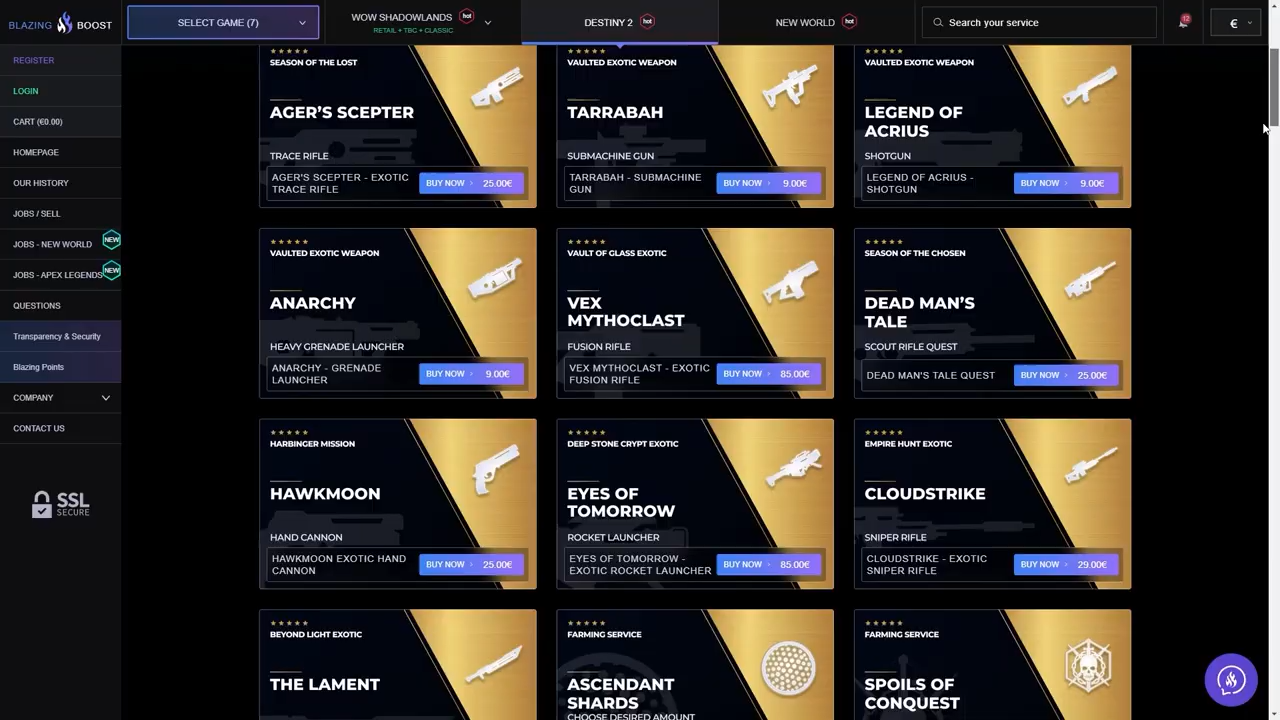 BLAZING BOOST
SELECT GAME (7)
WOW SHADOWLANDS hot
RETAIL + TBC + CLASSIC
DESTINY 2 hot
NEW WORLD hot
Search your service
12
€
REGISTER
LOGIN
CART (€0.00)
HOMEPAGE
OUR HISTORY
JOBS / SELL
JOBS - NEW WORLD NEW
JOBS - APEX LEGENDS NEW
QUESTIONS
Transparency & Security
Blazing Points
COMPANY
CONTACT US
SSL
SECURE
SEASON OF THE LOST
AGER'S SCEPTER
TRACE RIFLE
AGER'S SCEPTER - EXOTIC
TRACE RIFLE
BUY NOW 25.00€
VAULTED EXOTIC WEAPON
TARRABAH
SUBMACHINE GUN
TARRABAH - SUBMACHINE
GUN
BUY NOW 9.00€
VAULTED EXOTIC WEAPON
LEGEND OF
ACRIUS
SHOTGUN
LEGEND OF ACRIUS -
SHOTGUN
BUY NOW 9.00€
VAULTED EXOTIC WEAPON
ANARCHY
HEAVY GRENADE LAUNCHER
ANARCHY - GRENADE
LAUNCHER
BUY NOW 9.00€
VAULT OF GLASS EXOTIC
VEX
MYTHOCLAST
FUSION RIFLE
VEX MYTHOCLAST - EXOTIC
FUSION RIFLE
BUY NOW 85.00€
SEASON OF THE CHOSEN
DEAD MAN'S
TALE
SCOUT RIFLE QUEST
DEAD MAN'S TALE QUEST
BUY NOW 25.00€
HARBINGER MISSION
HAWKMOON
HAND CANNON
HAWKMOON EXOTIC HAND
CANNON
BUY NOW 25.00€
DEEP STONE CRYPT EXOTIC
EYES OF
TOMORROW
ROCKET LAUNCHER
EYES OF TOMORROW -
EXOTIC ROCKET LAUNCHER
BUY NOW 85.00€
EMPIRE HUNT EXOTIC
CLOUDSTRIKE
SNIPER RIFLE
CLOUDSTRIKE - EXOTIC
SNIPER RIFLE
BUY NOW 29.00€
BEYOND LIGHT EXOTIC
THE LAMENT
FARMING SERVICE
ASCENDANT
SHARDS
CHOOSE DESIRED AMOUNT
FARMING SERVICE
SPOILS OF
CONQUEST